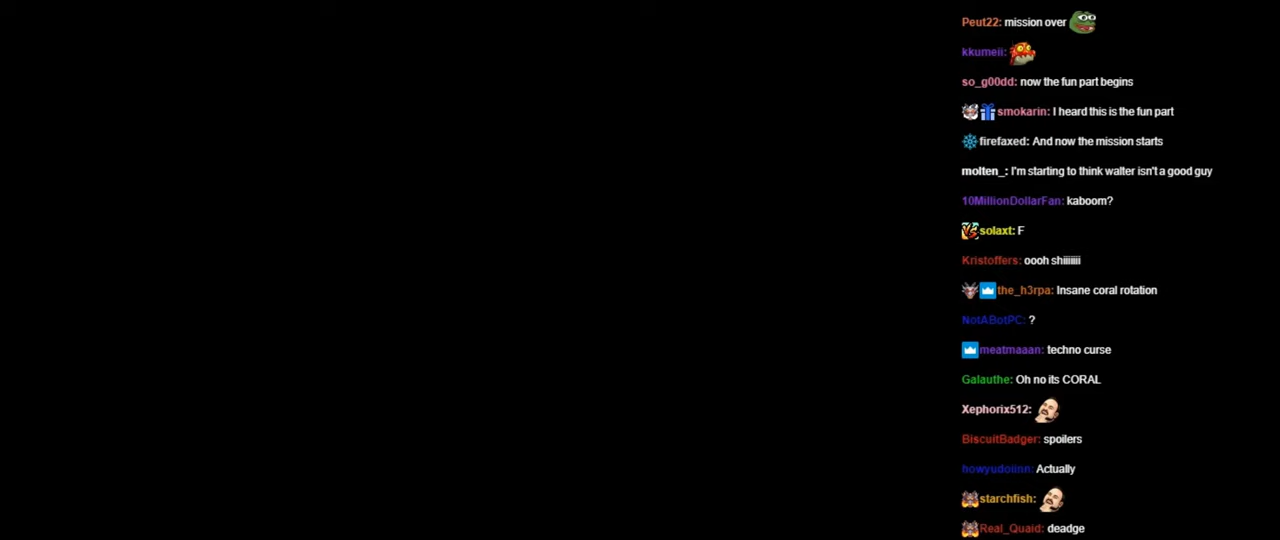 Peut22: mission over
kkumeii:
so_g00dd: now the fun part begins
smokarin: I heard this is the fun part
firefaxed: And now the mission starts
molten_: I'm starting to think walter isn't a good guy
10MillionDollarFan: kaboom?
solaxt: F
Kristoffers: oooh shiiiiiii
the_h3rpa: Insane coral rotation
NotABotPC: ?
meatmaaan: techno curse
Galauthe: Oh no its CORAL
Xephorix512:
BiscuitBadger: spoilers
howyudoiinn: Actually
starchfish:
Real_Quaid: deadge